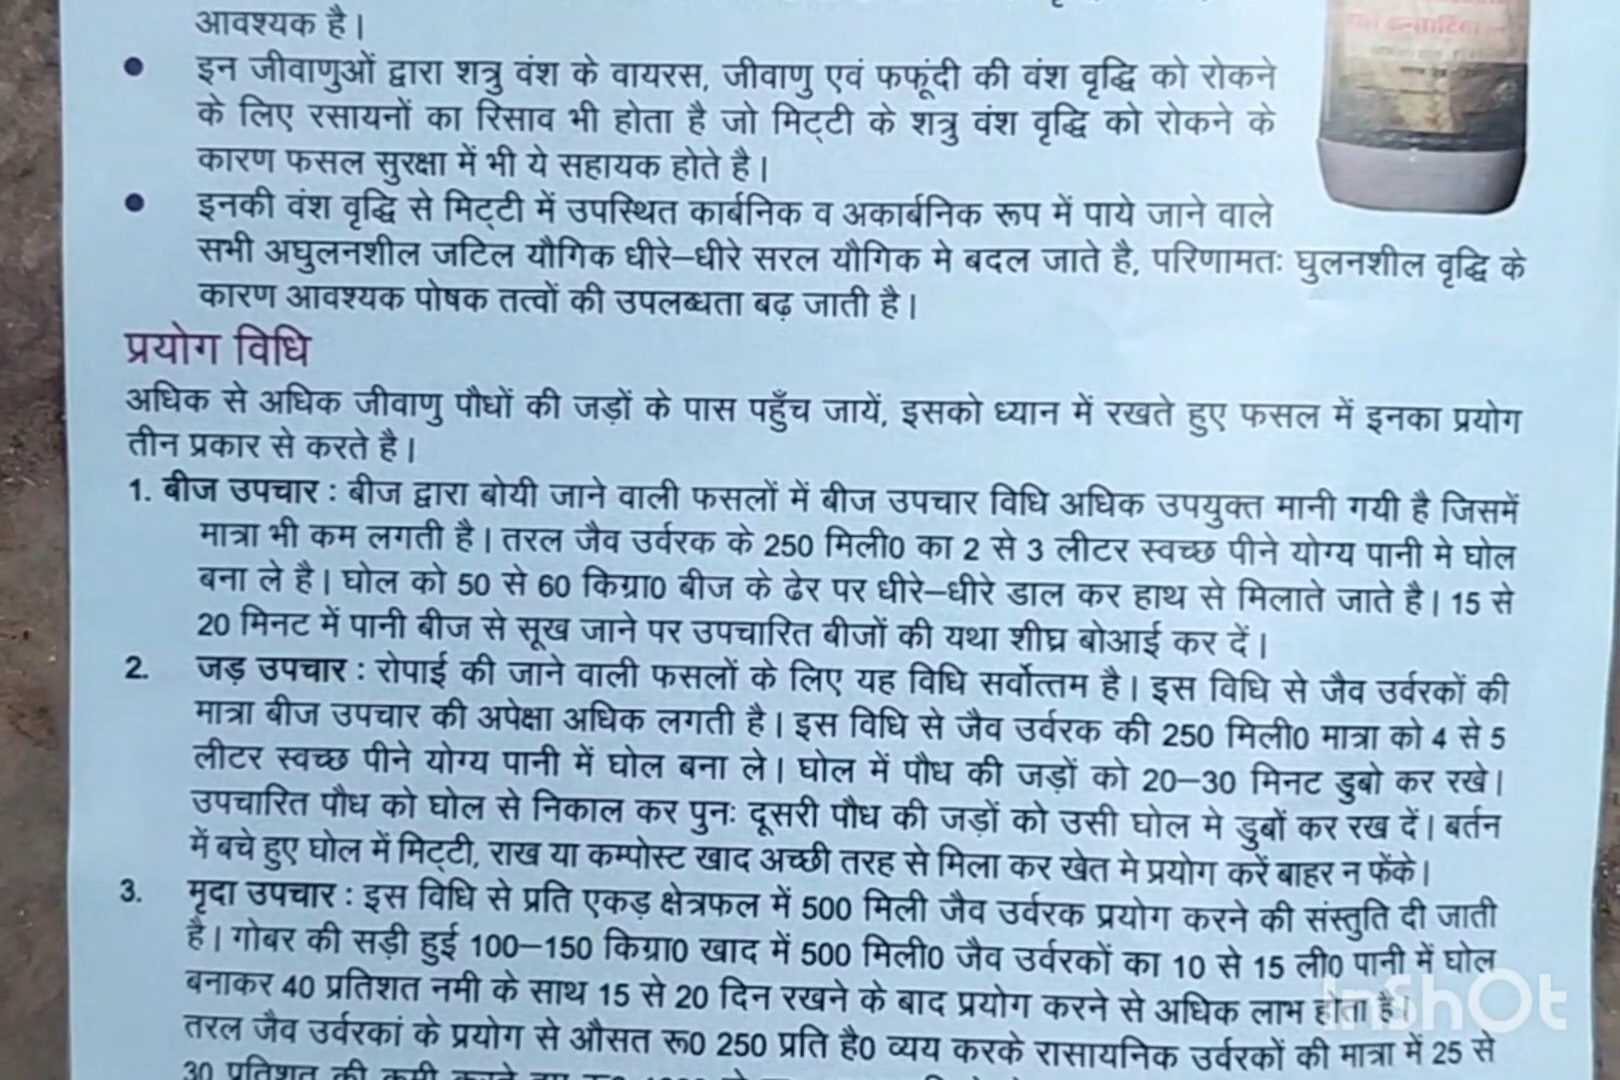 आवश्यक है।
• इन जीवाणुओं द्वारा शत्रु वंश के वायरस, जीवाणु एवं फफूंदी की वंश वृद्धि को रोकने
के लिए रसायनों का रिसाव भी होता है जो मिट्टी के शत्रु वंश वृद्धि को रोकने के
कारण फसल सुरक्षा में भी ये सहायक होते है।
• इनकी वंश वृद्धि से मिट्टी में उपस्थित कार्बनिक व अकार्बनिक रूप में पाये जाने वाले
सभी अघुलनशील जटिल यौगिक धीरे–धीरे सरल यौगिक मे बदल जाते है, परिणामतः घुलनशील वृद्धि के
कारण आवश्यक पोषक तत्वों की उपलब्धता बढ़ जाती है।
प्रयोग विधि
अधिक से अधिक जीवाणु पौधों की जड़ों के पास पहुँच जायें, इसको ध्यान में रखते हुए फसल में इनका प्रयोग
तीन प्रकार से करते है।
1. बीज उपचार : बीज द्वारा बोयी जाने वाली फसलों में बीज उपचार विधि अधिक उपयुक्त मानी गयी है जिसमें
मात्रा भी कम लगती है। तरल जैव उर्वरक के 250 मिली0 का 2 से 3 लीटर स्वच्छ पीने योग्य पानी मे घोल
बना ले है। घोल को 50 से 60 किग्रा0 बीज के ढेर पर धीरे–धीरे डाल कर हाथ से मिलाते जाते है। 15 से
20 मिनट में पानी बीज से सूख जाने पर उपचारित बीजों की यथा शीघ्र बोआई कर दें।
2. जड़ उपचार : रोपाई की जाने वाली फसलों के लिए यह विधि सर्वोत्तम है। इस विधि से जैव उर्वरकों की
मात्रा बीज उपचार की अपेक्षा अधिक लगती है। इस विधि से जैव उर्वरक की 250 मिली0 मात्रा को 4 से 5
लीटर स्वच्छ पीने योग्य पानी में घोल बना ले। घोल में पौध की जड़ों को 20–30 मिनट डुबो कर रखे।
उपचारित पौध को घोल से निकाल कर पुनः दूसरी पौध की जड़ों को उसी घोल मे डुबों कर रख दें। बर्तन
में बचे हुए घोल में मिट्टी, राख या कम्पोस्ट खाद अच्छी तरह से मिला कर खेत मे प्रयोग करें बाहर न फेंके।
3. मृदा उपचार : इस विधि से प्रति एकड़ क्षेत्रफल में 500 मिली जैव उर्वरक प्रयोग करने की संस्तुति दी जाती
है। गोबर की सड़ी हुई 100–150 किग्रा0 खाद में 500 मिली0 जैव उर्वरकों का 10 से 15 ली0 पानी में घोल
बनाकर 40 प्रतिशत नमी के साथ 15 से 20 दिन रखने के बाद प्रयोग करने से अधिक लाभ होता है।
तरल जैव उर्वरकां के प्रयोग से औसत रू0 250 प्रति है0 व्यय करके रासायनिक उर्वरकों की मात्रा में 25 से
30 प्रतिशत की कमी करते हुए
InShOt